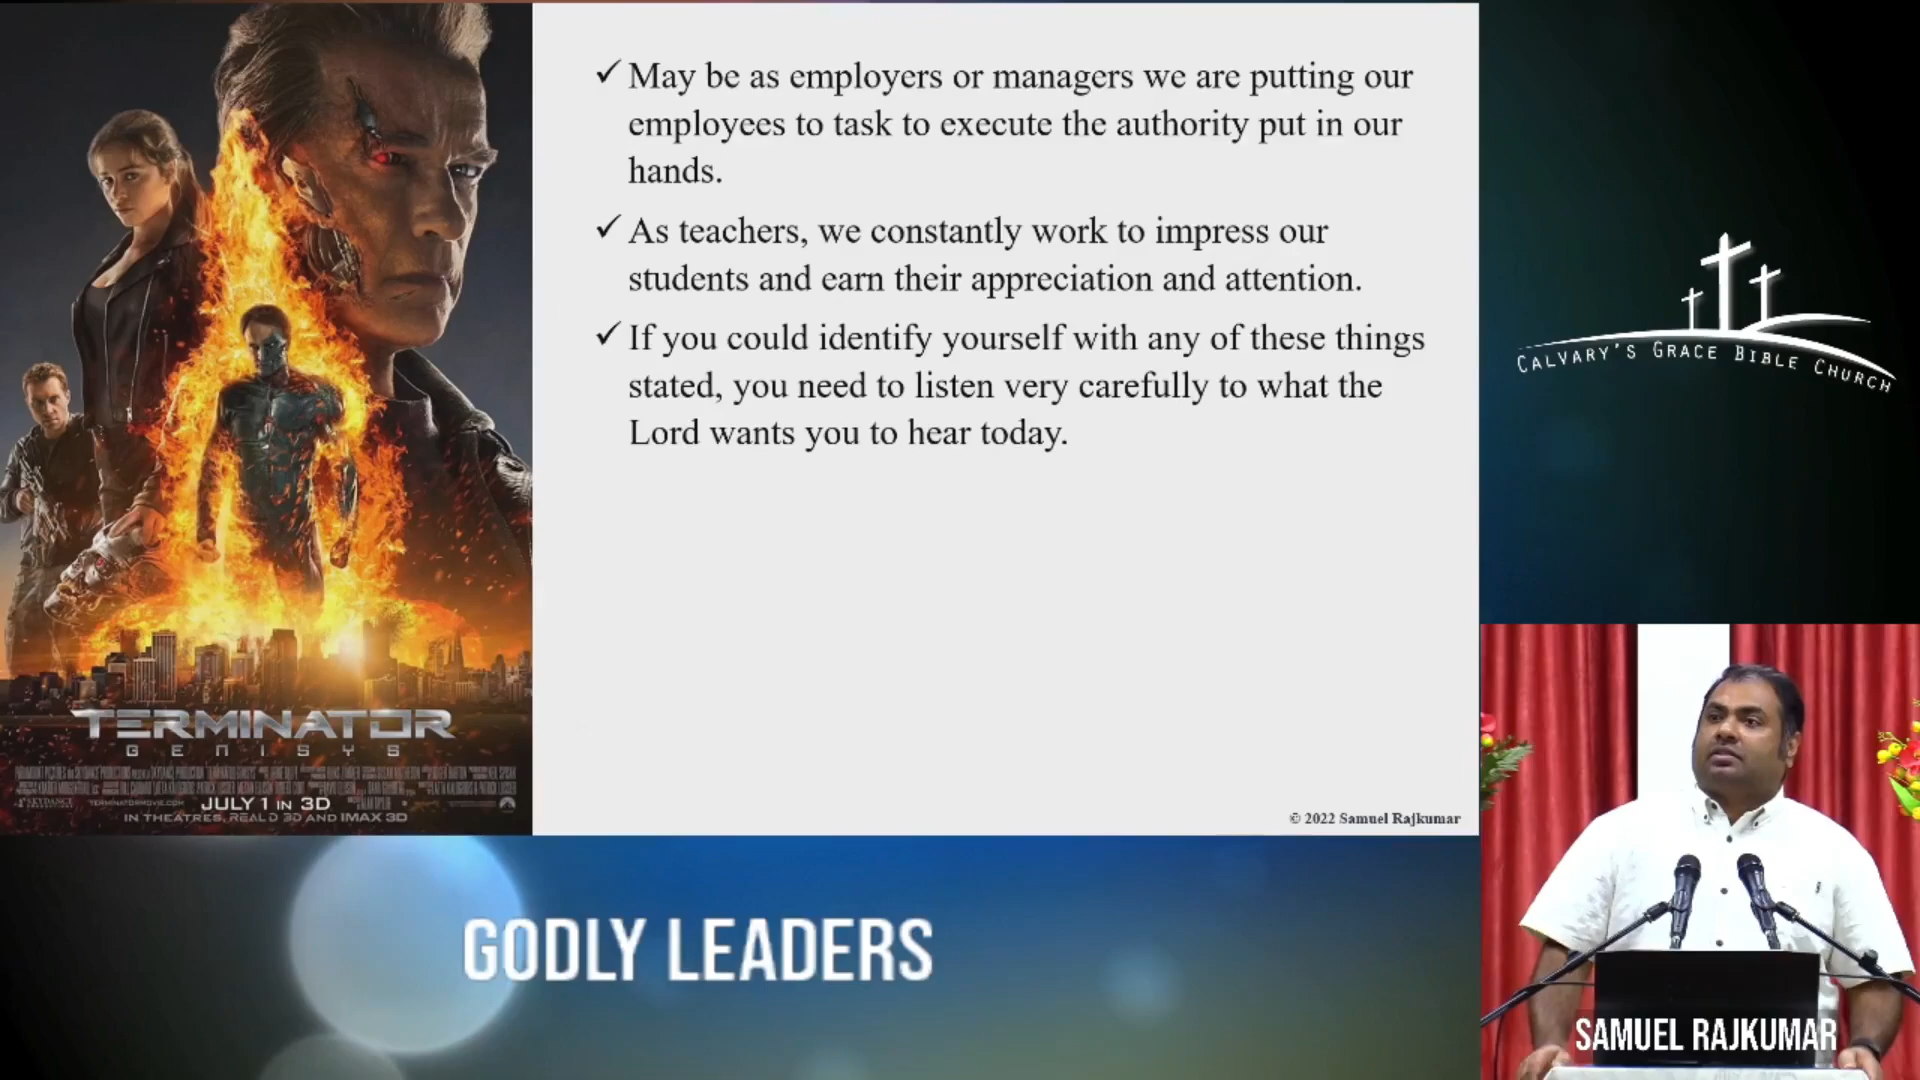 ✓ May be as employers or managers we are putting our
employees to task to execute the authority put in our
hands.
✓ As teachers, we constantly work to impress our
students and earn their appreciation and attention.
✓ If you could identify yourself with any of these things
stated, you need to listen very carefully to what the
Lord wants you to hear today.
© 2022 Samuel Rajkumar
TERMINATOR
GENISYS
TERMINATORMOVIE.COM
JULY 1 IN 3D
IN THEATRES, REAL D 3D AND IMAX 3D
CALVARY'S GRACE BIBLE CHURCH
GODLY LEADERS
SAMUEL RAJKUMAR